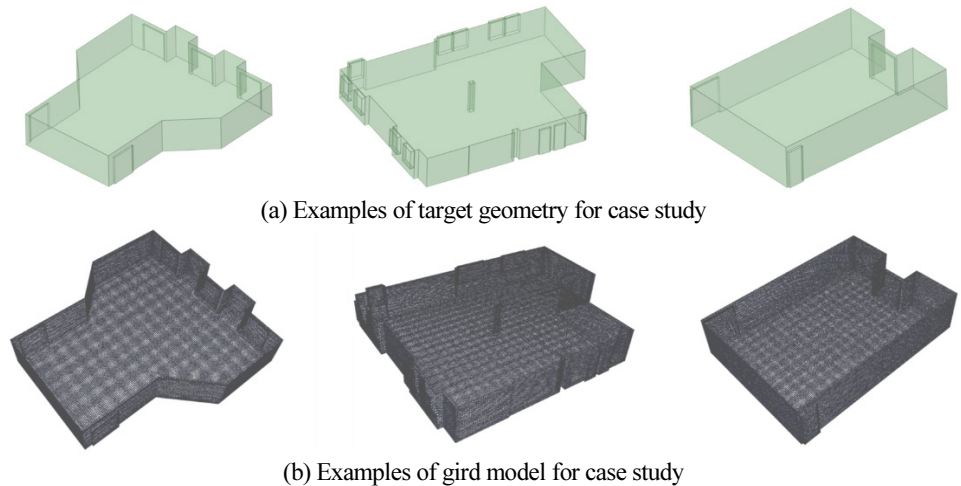 (a) Examples of target geometry for case study
(b) Examples of gird model for case study